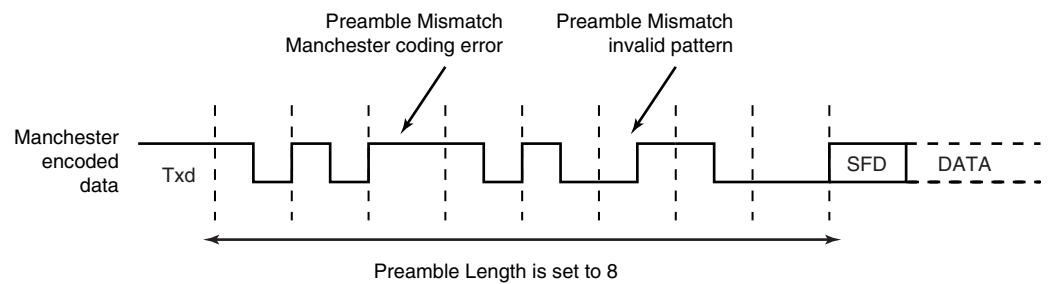 Preamble Mismatch
Manchester coding error
Preamble Mismatch
invalid pattern
Manchester
encoded
data
Txd
SFD
DATA
Preamble Length is set to 8